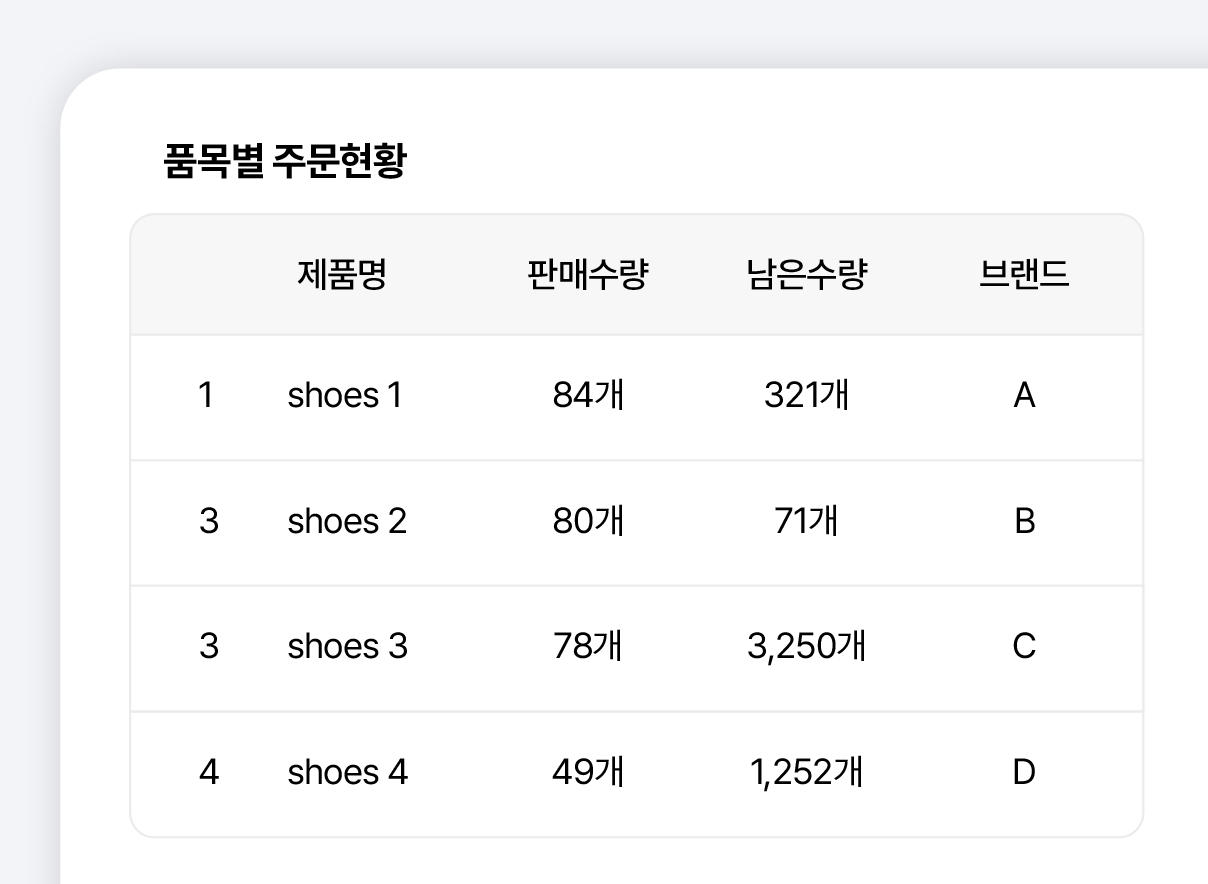 품목별 주문현황
제품명 판매수량 남은수량 브랜드
1 shoes 1 84개 321개 A
3 shoes 2 80개 71개 B
3 shoes 3 78개 3,250개 C
4 shoes 4 49개 1,252개 D